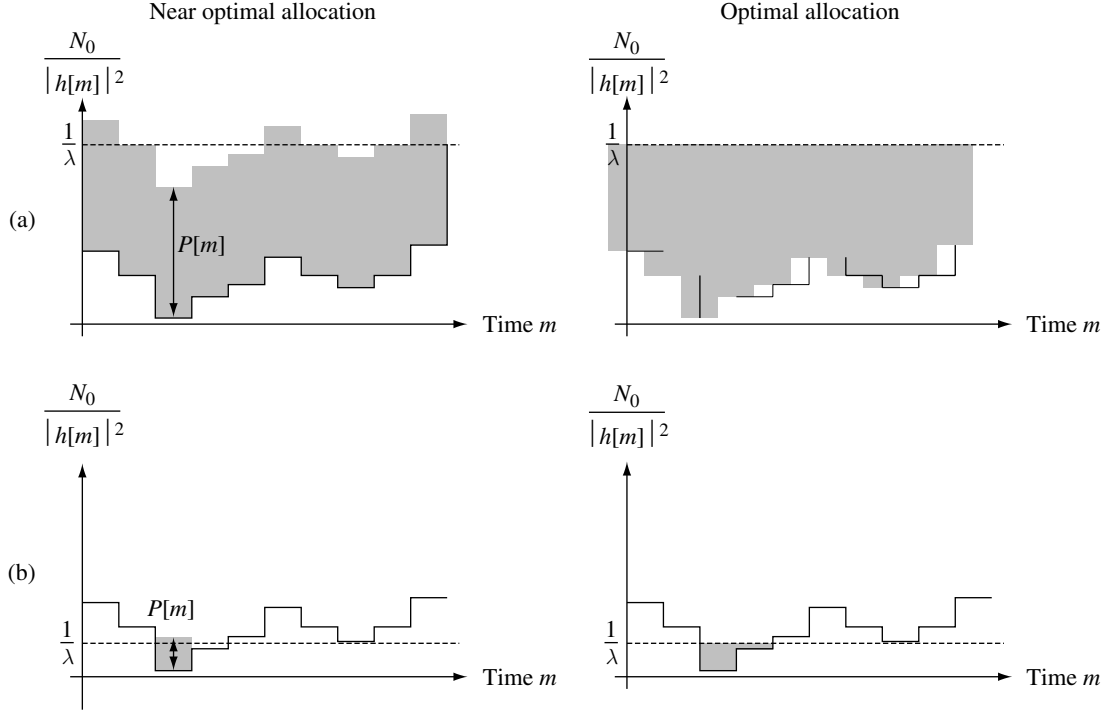 Near optimal allocation
Optimal allocation
N₀
|h[m]|²
1
λ
(a)
P[m]
Time m
N₀
|h[m]|²
1
λ
Time m
N₀
|h[m]|²
(b)
P[m]
1
λ
Time m
N₀
|h[m]|²
1
λ
Time m